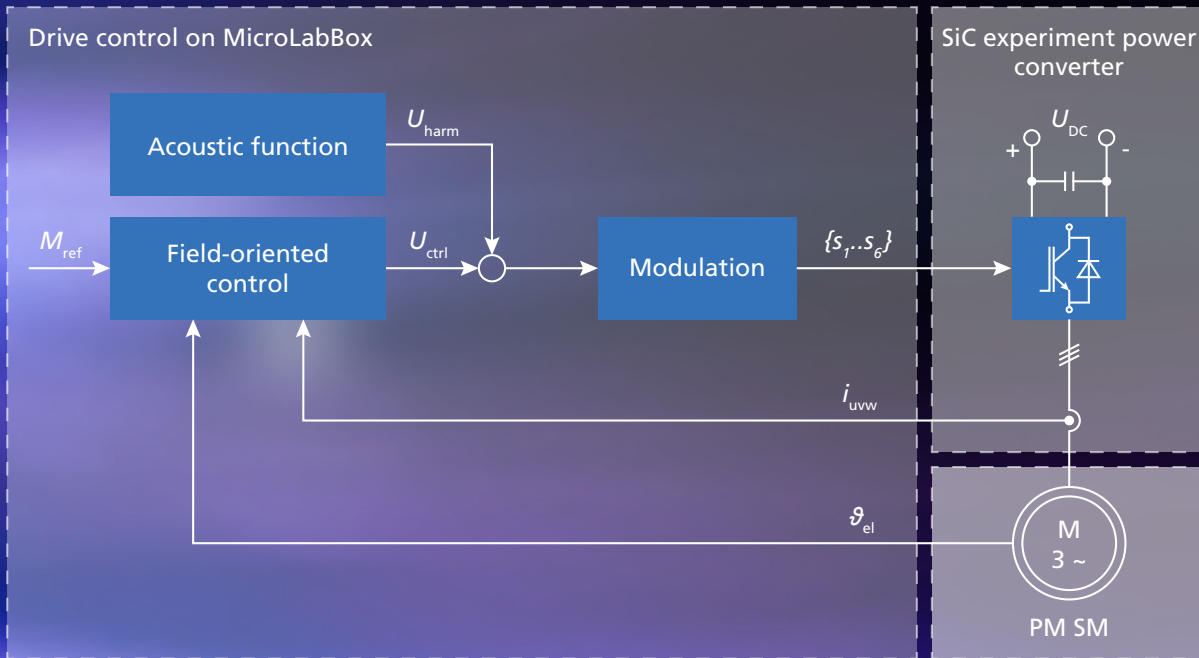 Drive control on MicroLabBox
SiC experiment power
converter
Acoustic function
U_harm
U_DC
+
-
M_ref
Field-oriented
control
U_ctrl
Modulation
{s_1..s_6}
i_uvw
ϑ_el
M
3 ~
PM SM